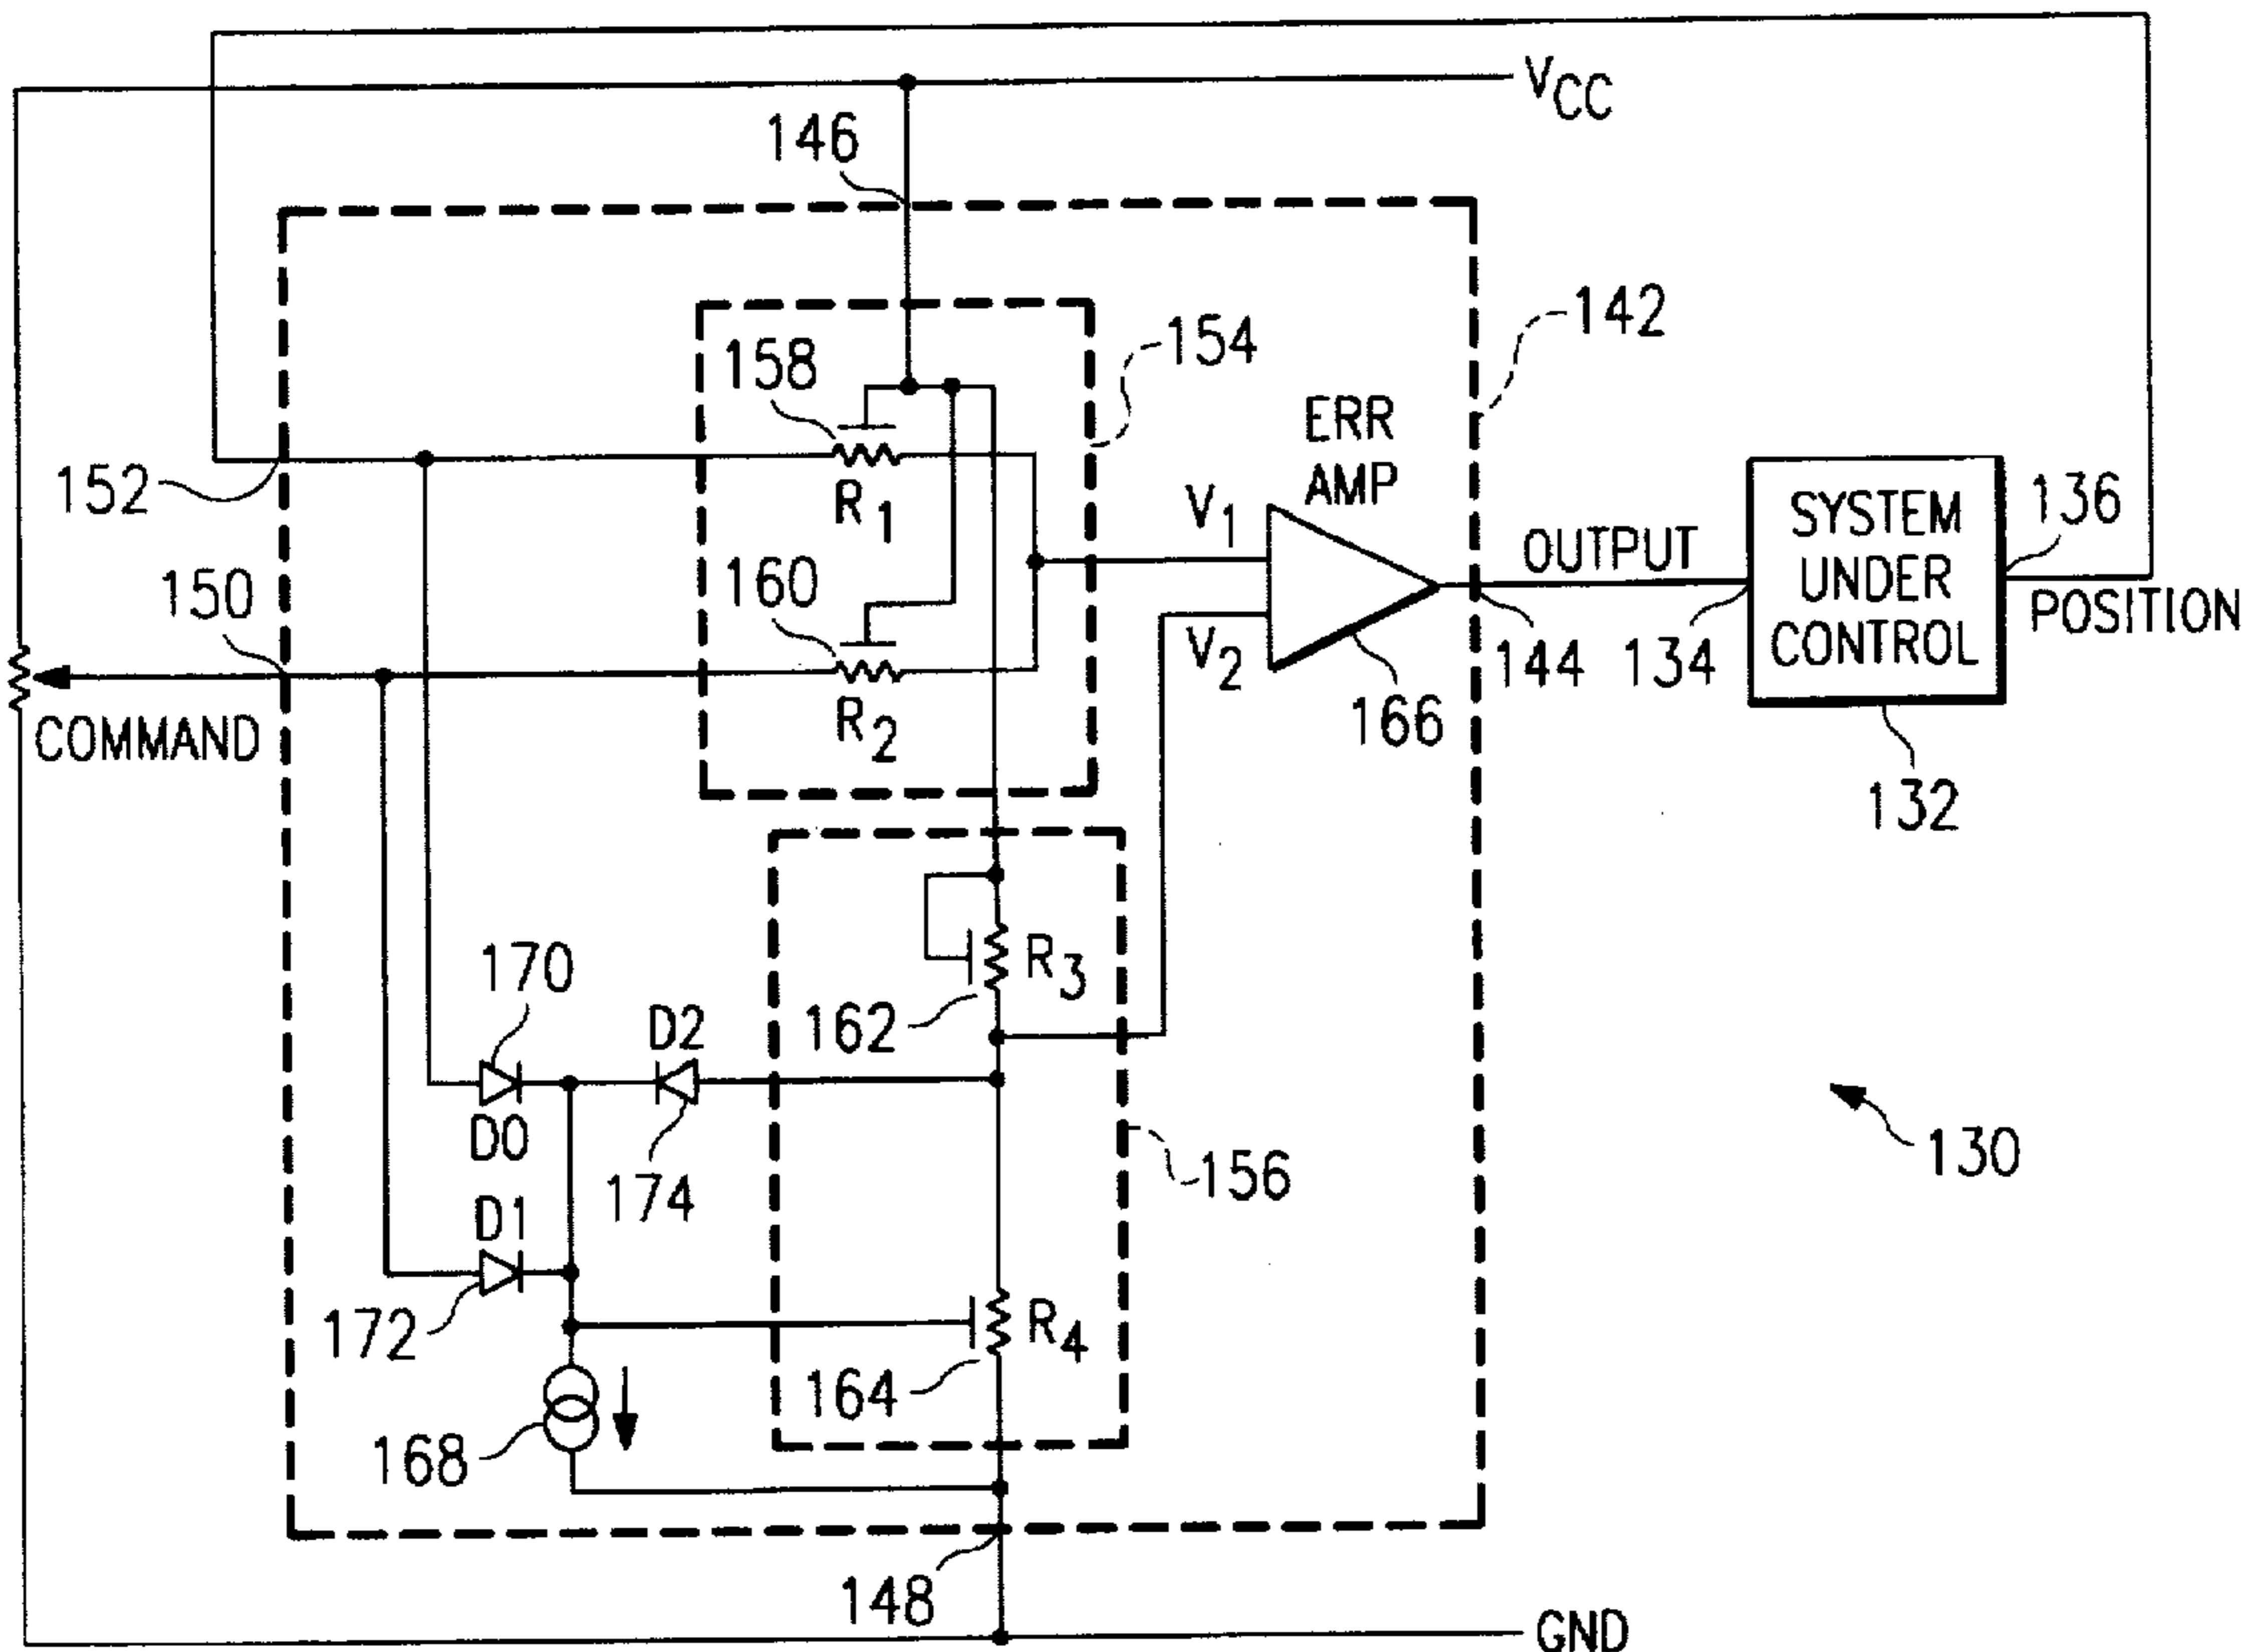 V_CC
146
142
158
154
ERR
AMP
152
R_1
V_1
136
SYSTEM
UNDER
CONTROL
OUTPUT
150
160
POSITION
V_2
144
134
166
R_2
COMMAND
132
170
R_3
D2
162
130
D0
156
174
D1
R_4
172
164
168
148
GND